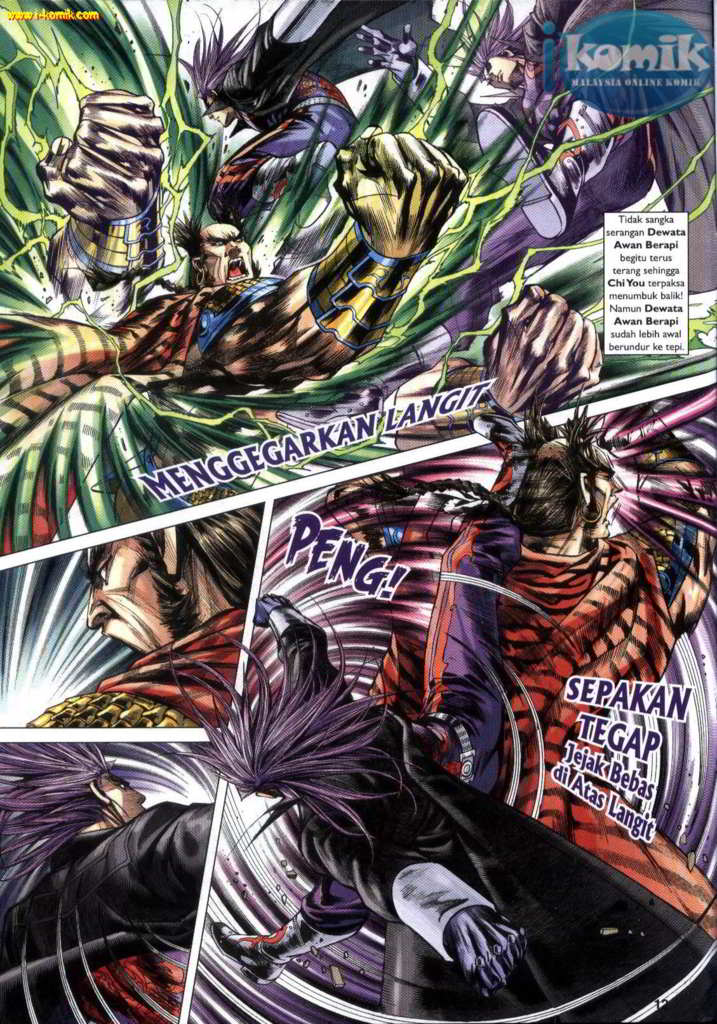 www.i-komik.com
ikomik
MALAYSIA ONLINE KOMIK
Tidak sangka
serangan Dewata
Awan Berapi
begitu terus
terang sehingga
Chi You terpaksa
menumbuk balik!
Namun Dewata
Awan Berapi
sudah lebih awal
berundur ke tepi.
MENGGEGARKAN LANGIT
PENG!
SEPAKAN
TEGAP
Jejak Bebas
di Atas Langit
ikomik